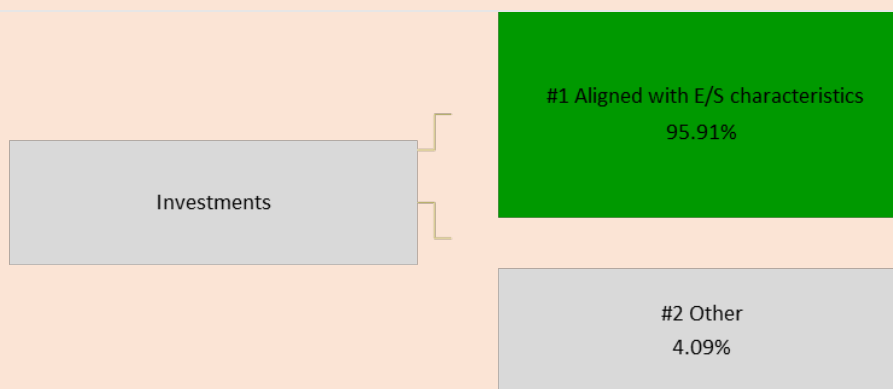 #1 Aligned with E/S characteristics
95.91%
Investments
#2 Other
4.09%